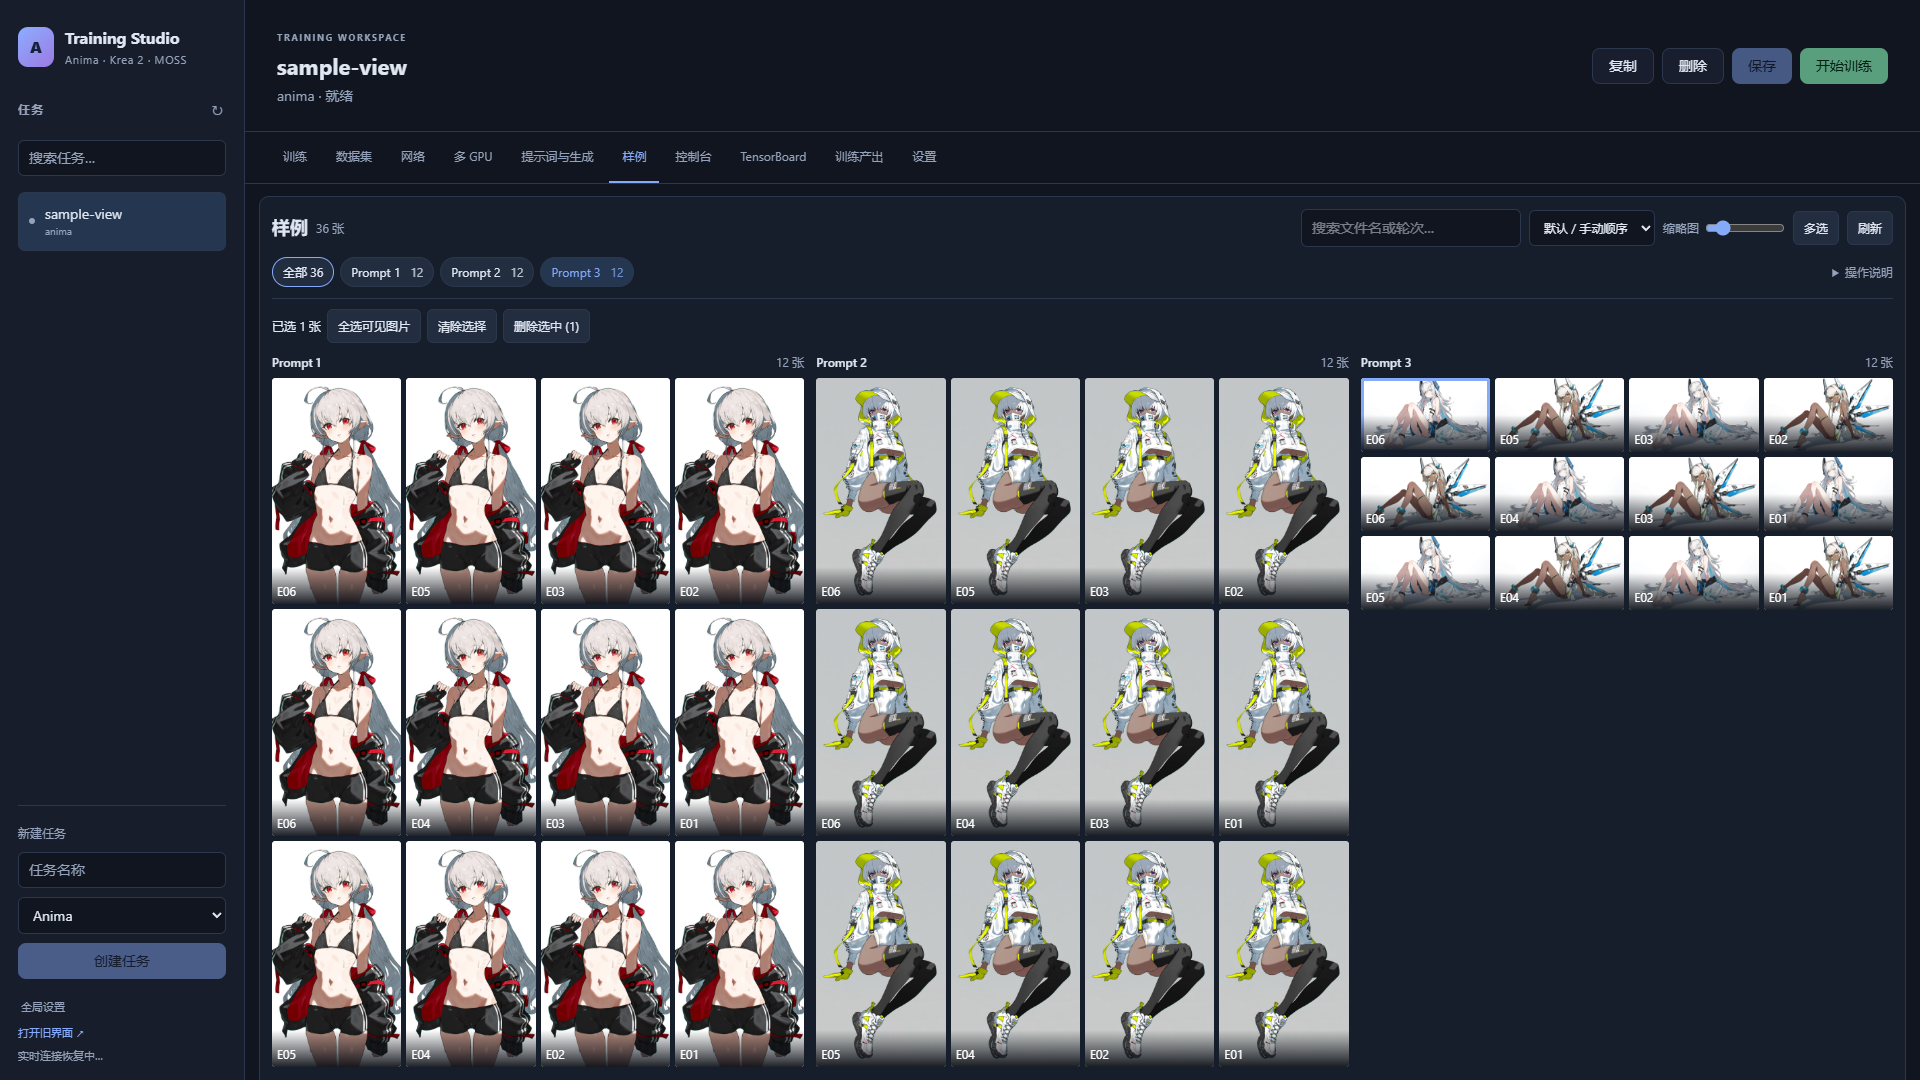 A
Training Studio
Anima · Krea 2 · MOSS
任务
↻
搜索任务...
sample-view
anima
新建任务
任务名称
Anima
创建任务
全局设置
打开旧界面 ↗
实时连接恢复中...
TRAINING WORKSPACE
sample-view
anima · 就绪
复制 删除 保存 开始训练
训练 数据集 网络 多 GPU 提示词与生成 样例 控制台 TensorBoard 训练产出 设置
样例 36 张
搜索文件名或轮次...
默认 / 手动顺序
缩略图
多选
刷新
全部 36 Prompt 1 12 Prompt 2 12 Prompt 3 12
▶ 操作说明
已选 1 张 全选可见图片 清除选择 删除选中 (1)
Prompt 1 12 张
E06 E05 E03 E02
E06 E04 E03 E01
E05 E04 E02 E01
Prompt 2 12 张
E06 E05 E03 E02
E06 E04 E03 E01
E05 E04 E02 E01
Prompt 3 12 张
E06 E05 E03 E02
E06 E04 E03 E01
E05 E04 E02 E01